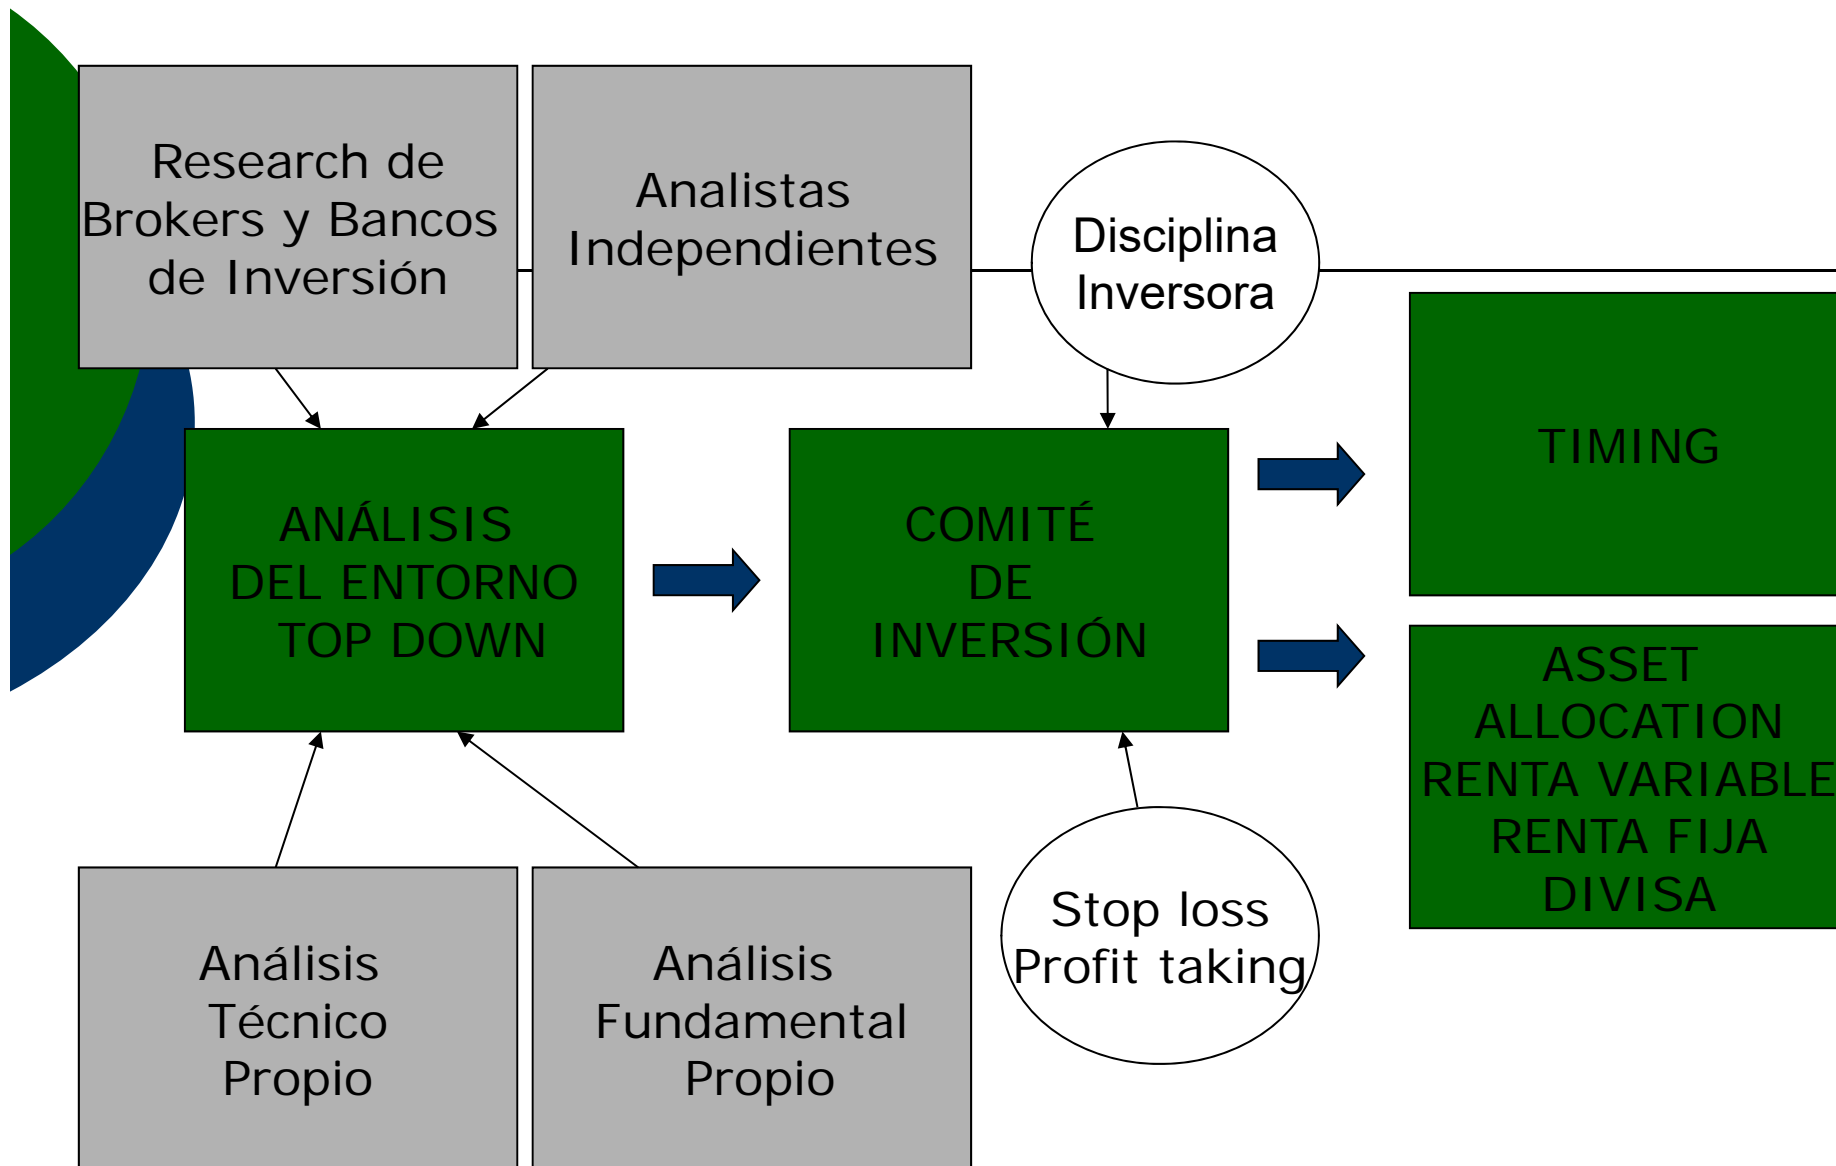 Research de
Brokers y Bancos
de Inversión
Analistas
Independientes
Disciplina
Inversora
TIMING
ANÁLISIS
DEL ENTORNO
TOP DOWN
COMITÉ
DE
INVERSIÓN
ASSET
ALLOCATION
RENTA VARIABLE
RENTA FIJA
DIVISA
Análisis
Técnico
Propio
Análisis
Fundamental
Propio
Stop loss
Profit taking